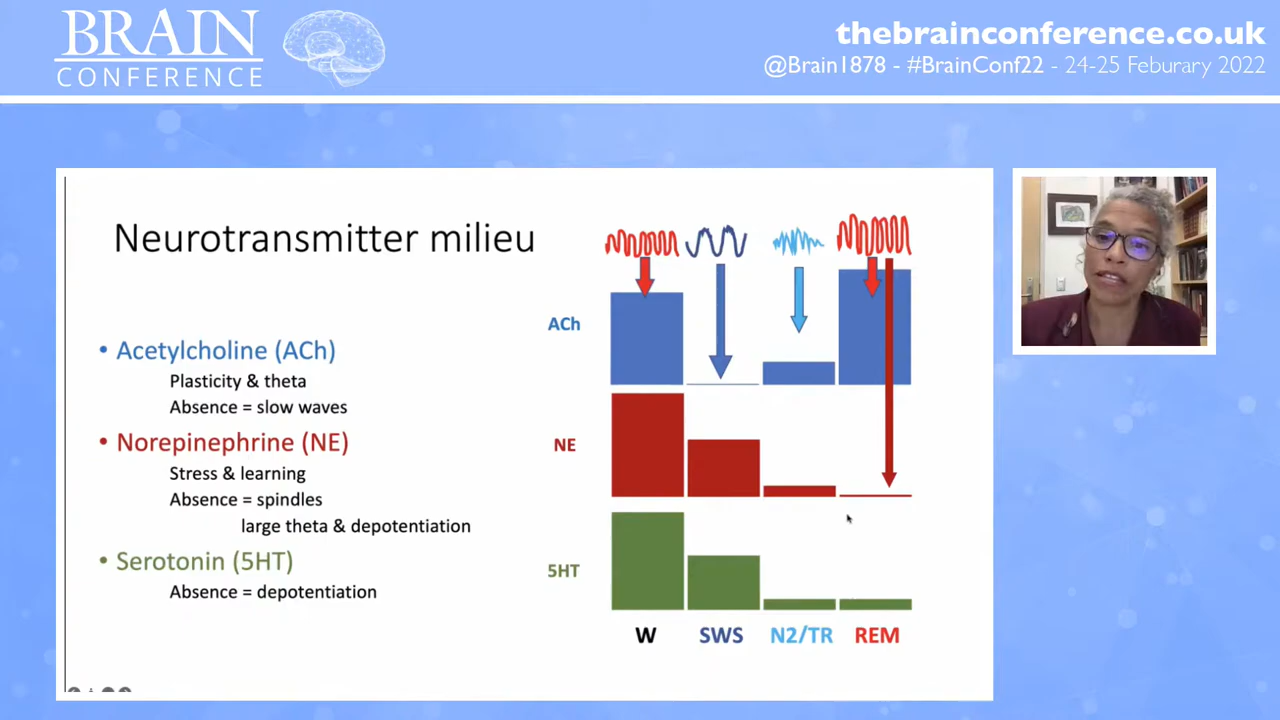 BRAIN
CONFERENCE
thebrainconference.co.uk
@Brain1878 - #BrainConf22 - 24-25 Feburary 2022
Neurotransmitter milieu
• Acetylcholine (ACh)
Plasticity & theta
Absence = slow waves
• Norepinephrine (NE)
Stress & learning
Absence = spindles
large theta & depotentiation
• Serotonin (5HT)
Absence = depotentiation
ACh
NE
5HT
W SWS N2/TR REM